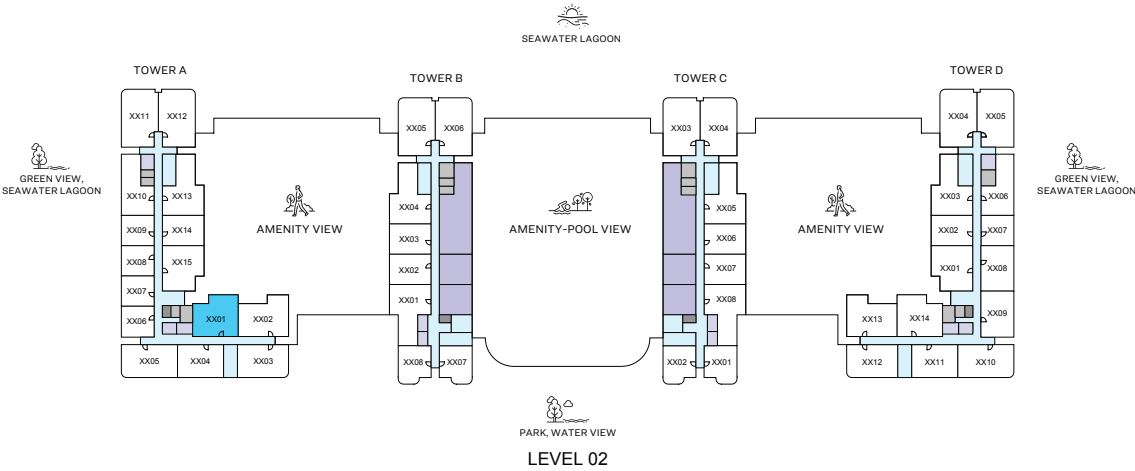 SEAWATER LAGOON
TOWER A
TOWER B
TOWER C
TOWER D
XX11 XX12
XX05 XX06
XX03 XX04
XX04 XX05
GREEN VIEW,
SEAWATER LAGOON
GREEN VIEW,
SEAWATER LAGOON
XX10 XX13
XX04
XX05
XX03 XX06
XX09 XX14
AMENITY VIEW
XX03
AMENITY-POOL VIEW
XX06
AMENITY VIEW
XX02 XX07
XX08 XX15
XX02
XX07
XX01 XX08
XX07
XX01
XX08
XX06 XX01 XX02
XX13 XX14 XX09
XX05 XX04 XX03
XX08 XX07
XX02 XX01
XX12 XX11 XX10
PARK, WATER VIEW
LEVEL 02